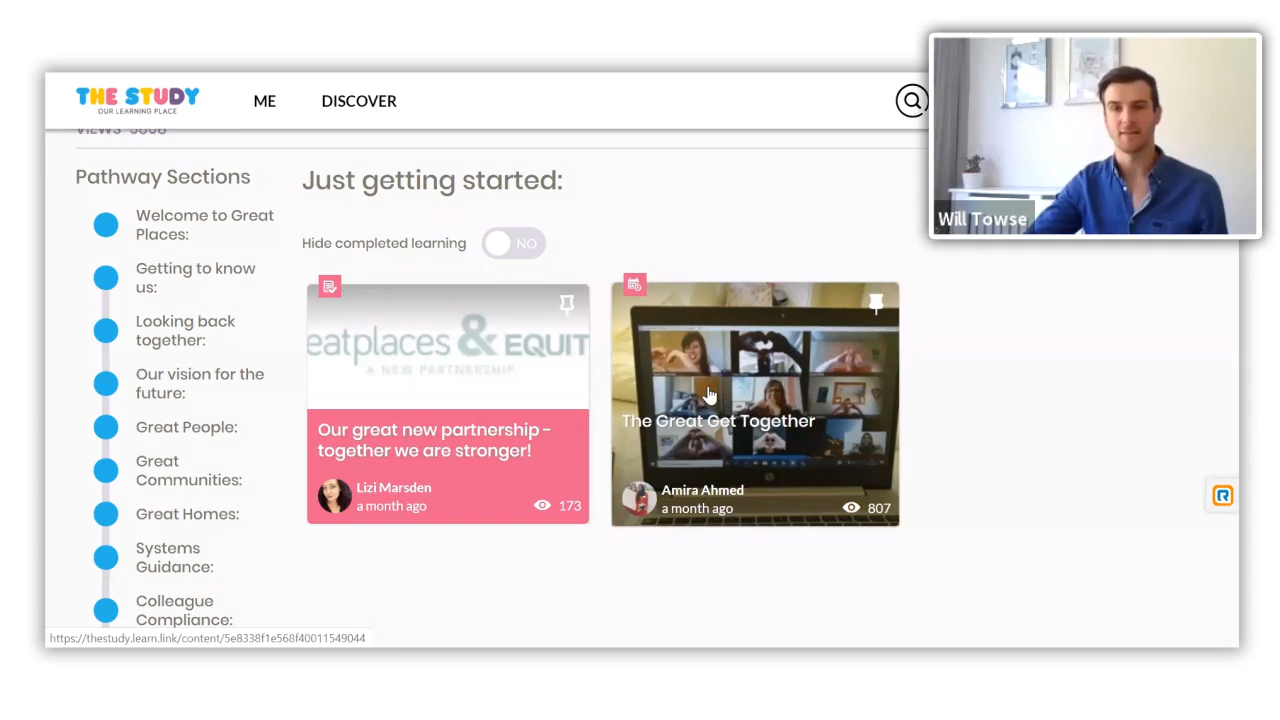 THE STUDY
OUR LEARNING PLACE
ME
DISCOVER
VIEWS
Pathway Sections
Welcome to Great
Places:
Getting to know
us:
Looking back
together:
Our vision for the
future:
Great People:
Great
Communities:
Great Homes:
Systems
Guidance:
Colleague
Compliance:
Just getting started:
Hide completed learning
NO
eatplaces & EQUIT
A NEW PARTNERSHIP
Our great new partnership -
together we are stronger!
Lizi Marsden
a month ago
173
The Great Get Together
Amira Ahmed
a month ago
807
Will Towse
https://thestudy.learn.link/content/5e8338f1e568f40011549044